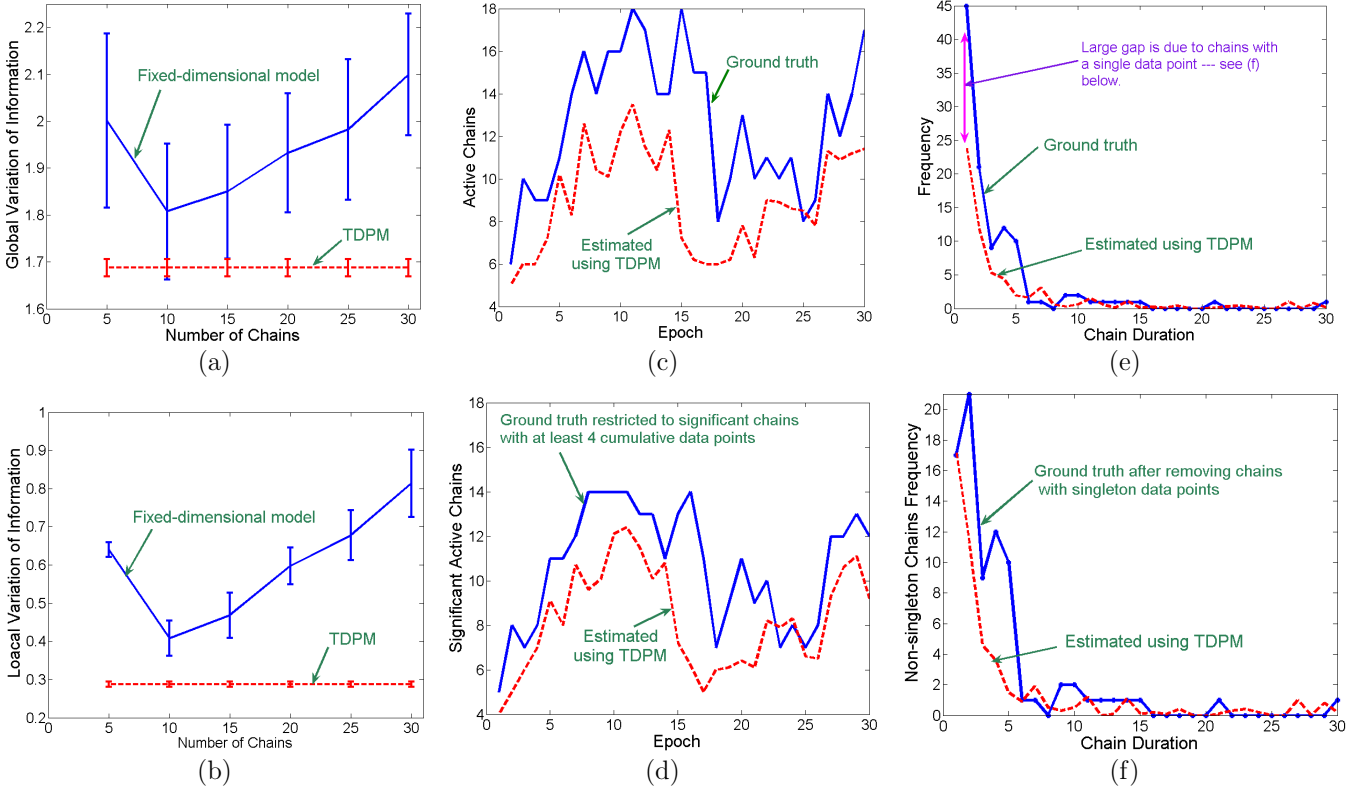 2.2
2.1
2
1.9
1.8
1.7
1.6
Global Variation of Information
Fixed-dimensional model
TDPM
0 5 10 15 20 25 30
Number of Chains
(a)
18
16
14
12
10
8
6
4
Active Chains
Ground truth
Estimated
using TDPM
0 5 10 15 20 25 30
Epoch
(c)
45
40
35
30
25
20
15
10
5
0
Frequency
Large gap is due to chains with
a single data point --- see (f)
below.
Ground truth
Estimated using TDPM
0 5 10 15 20 25 30
Chain Duration
(e)
1
0.9
0.8
0.7
0.6
0.5
0.4
0.3
0.2
Loacal Variation of Infofmation
Fixed-dimensional model
TDPM
0 5 10 15 20 25 30
Number of Chains
(b)
18
16
14
12
10
8
6
4
Significant Active Cohains
Ground truth restricted to significant chains
with at least 4 cumulative data points
Estimated
using TDPM
0 5 10 15 20 25 30
Epoch
(d)
20
18
16
14
12
10
8
6
4
2
0
Non-singleton Chains Frequency
Ground truth after removing chains
with singleton data points
Estimated using TDPM
0 5 10 15 20 25 30
Chain Duration
(f)